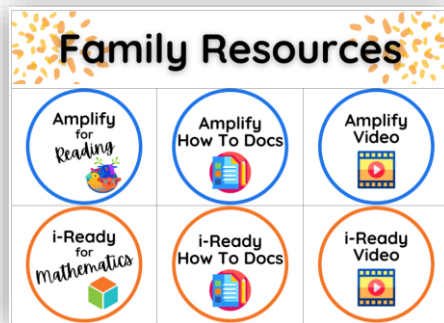 Family Resources
Amplify
for
Reading
Amplify
How To Docs
Amplify
Video
i-Ready
for
Mathematics
i-Ready
How To Docs
i-Ready
Video